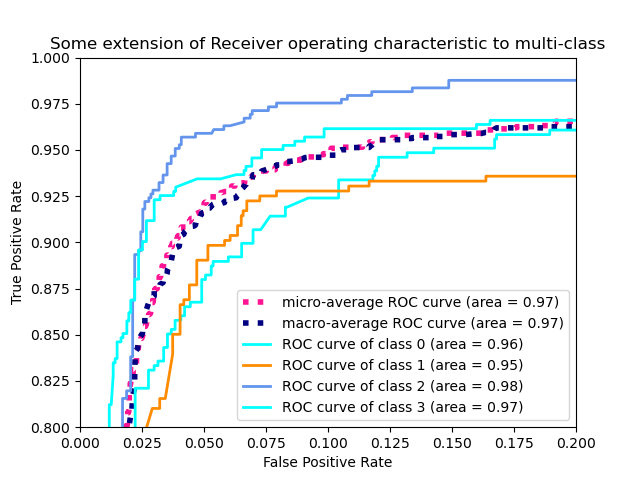 Some extension of Receiver operating characteristic to multi-class
True Positive Rate
1.000
0.975
0.950
0.925
0.900
0.875
0.850
0.825
0.800
micro-average ROC curve (area = 0.97)
macro-average ROC curve (area = 0.97)
ROC curve of class 0 (area = 0.96)
ROC curve of class 1 (area = 0.95)
ROC curve of class 2 (area = 0.98)
ROC curve of class 3 (area = 0.97)
0.000 0.025 0.050 0.075 0.100 0.125 0.150 0.175 0.200
False Positive Rate